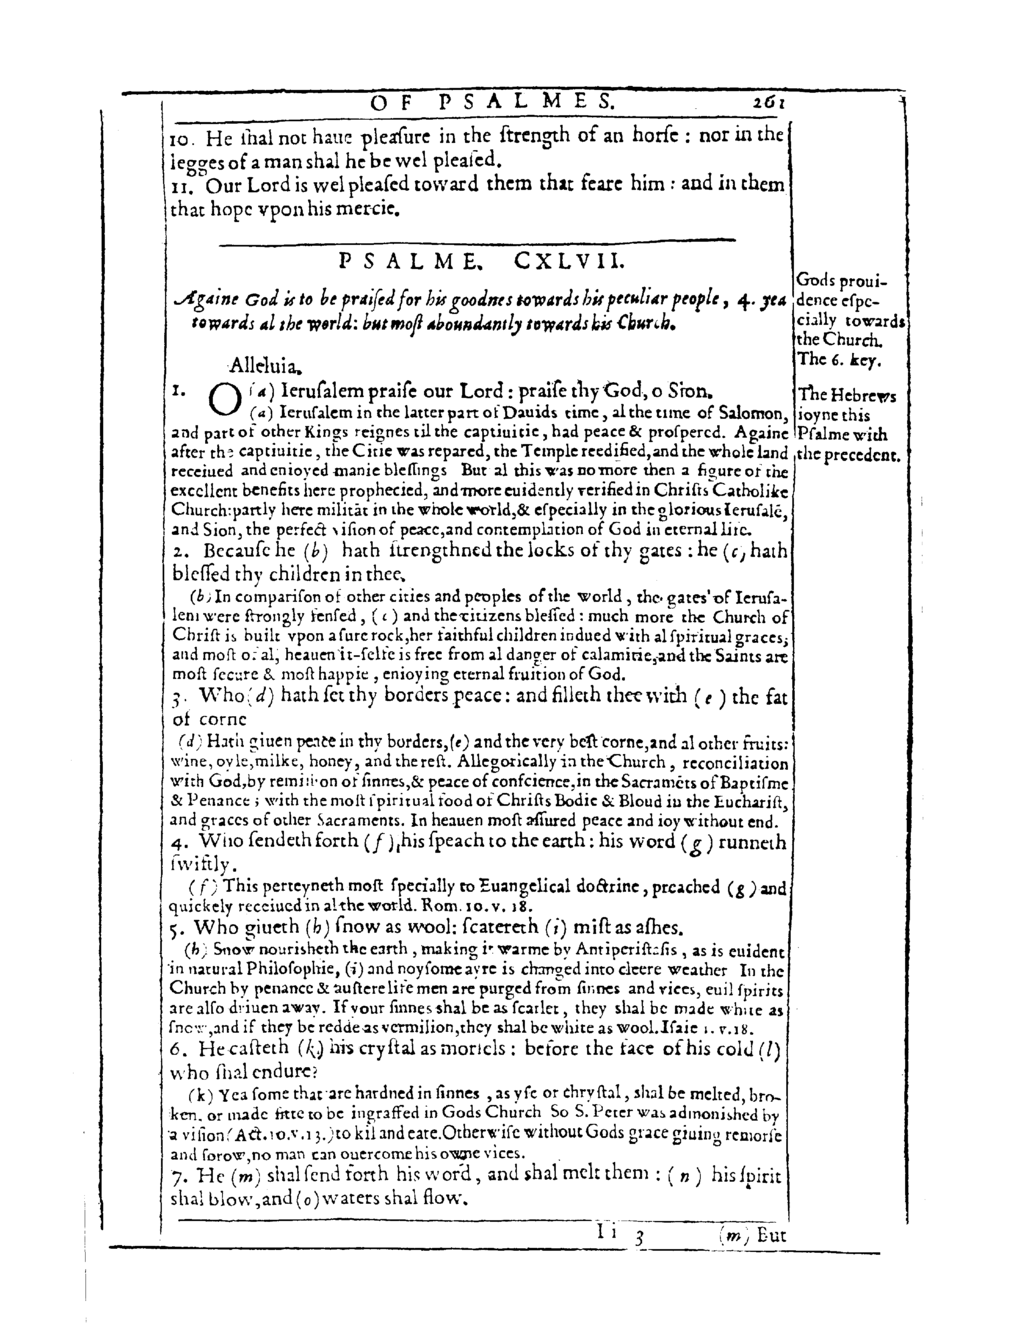 OF PSALMES. 261
10. He ſhal not haue pleaſure in the ſtrength of an horſe : nor in the
legges of a man shal he be wel pleaſed.
11. Our Lord is wel pleaſed toward them that feare him : and in them
that hope vpon his mercie.
PSALME. CXLVII.
Againe God is to be praiſed for his goodnes towards his peculiar people, 4. yea
towards al the world: but moſt aboundantly towards his Church.
Gods proui-
dence eſpe-
cially towards
the Church.
The 6. key.
Alleluia.
1. O (a) Ieruſalem praiſe our Lord : praiſe thy God, o Sion.
The Hebrews
ioyne this
Pſalme with
the precedent.
(a) Ieruſalem in the latter part of Dauids time, al the time of Salomon,
and part of other Kings reignes til the captiuitie, had peace & proſpered. Againe
after the captiuitie, the Citie was repared, the Temple reedified, and the whole land
receiued and enioyed manie bleſſings But al this was no more then a figure of the
excellent benefits here prophecied, and more euidently verified in Chriſts Catholike
Church: partly here militāt in the whole world, & eſpecially in the glorious Ieruſalē,
and Sion, the perfect viſion of peace, and contemplation of God in eternal life.
2. Becauſe he (b) hath ſtrengthned the locks of thy gates : he (c) hath
bleſſed thy children in thee.
(b) In compariſon of other cities and peoples of the world, the gates of Ieruſa-
lem were ſtrongly fenſed, (c) and the citizens bleſſed : much more the Church of
Chriſt is built vpon a ſure rock, her faithful children indued with al ſpiritual graces;
and moſt of al, heauen it-ſelfe is free from al danger of calamitie, and the Saints are
moſt ſecure & moſt happie, enioying eternal fruition of God.
3. Who (d) hath ſet thy borders peace : and filleth thee with (e) the fat
of corne
(d) Hath giuen peace in thy borders, (e) and the very beſt corne, and al other fruits:
wine, oyle, milke, honey, and the reſt. Allegorically in the Church, reconciliation
with God, by remiſsion of ſinnes, & peace of conſcience, in the Sacramēts of Baptiſme
& Penance ; with the moſt ſpiritual food of Chriſts Bodie & Bloud in the Euchariſt,
and graces of other Sacraments. In heauen moſt aſſured peace and ioy without end.
4. Who ſendeth forth (f) his ſpeach to the earth : his word (g) runneth
ſwiftly.
(f) This perteyneth moſt ſpecially to Euangelical doctrine, preached (g) and
quickely receiued in al the world. Rom. 10. v. 18.
5. Who giueth (h) ſnow as wool: ſcatereth (i) miſt as aſhes.
(h) Snow nouriſheth the earth, making it warme by Antiperiſtaſis, as is euident
in natural Philoſophie, (i) and noyſome ayre is changed into cleere weather In the
Church by penance & auſtere life men are purged from ſinnes and vices, euil ſpirits
are alſo driuen away. If your ſinnes shal be as ſcarlet, they shal be made white as
ſnow, and if they be redde as vermilion, they shal be white as wool. Iſaie 1. v. 18.
6. He caſteth (k) his cryſtal as morſels : before the face of his cold (l)
who ſhal endure?
(k) Yea ſome that are hardned in ſinnes, as yſe or chryſtal, shal be melted, bro-
ken, or made fitte to be ingraffed in Gods Church So S. Peter was admonished by
a viſion (Act. 10. v. 13.) to kil and eate. Otherwiſe without Gods grace giuing remorſe
and ſorow, no man can ouercome his owne vices.
7. He (m) shal ſend forth his word, and shal melt them : (n) his ſpirit
shal blow, and (o) waters shal flow.
Ii 3 (m) But